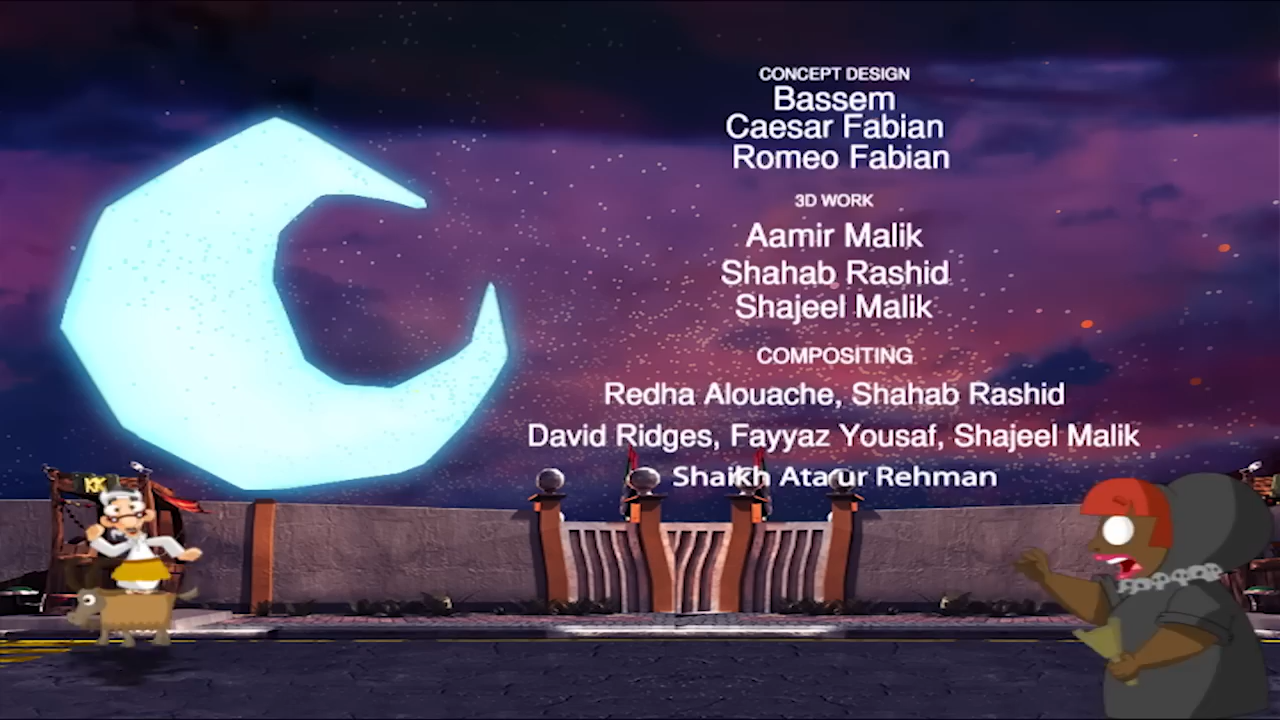 CONCEPT DESIGN
Bassem
Caesar Fabian
Romeo Fabian
3D WORK
Aamir Malik
Shahab Rashid
Shajeel Malik
COMPOSITING
Redha Alouache, Shahab Rashid
David Ridges, Fayyaz Yousaf, Shajeel Malik
Shaikh Ata ur Rehman
KK